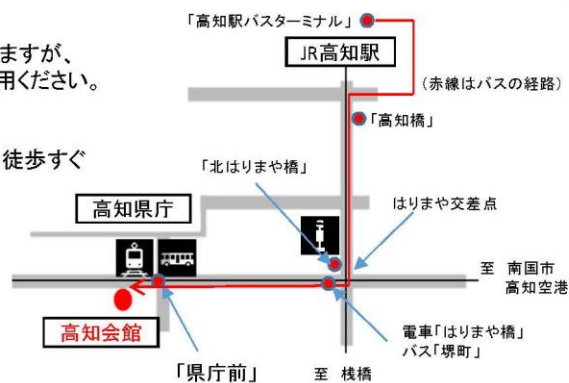 「高知駅バスターミナル」
ますが、
用ください。
JR高知駅
(赤線はバスの経路)
「高知橋」
徒歩すぐ
「北はりまや橋」
高知県庁
はりまや交差点
至 南国市
高知空港
高知会館
電車「はりまや橋」
バス「堺町」
「県庁前」
至 桟橋